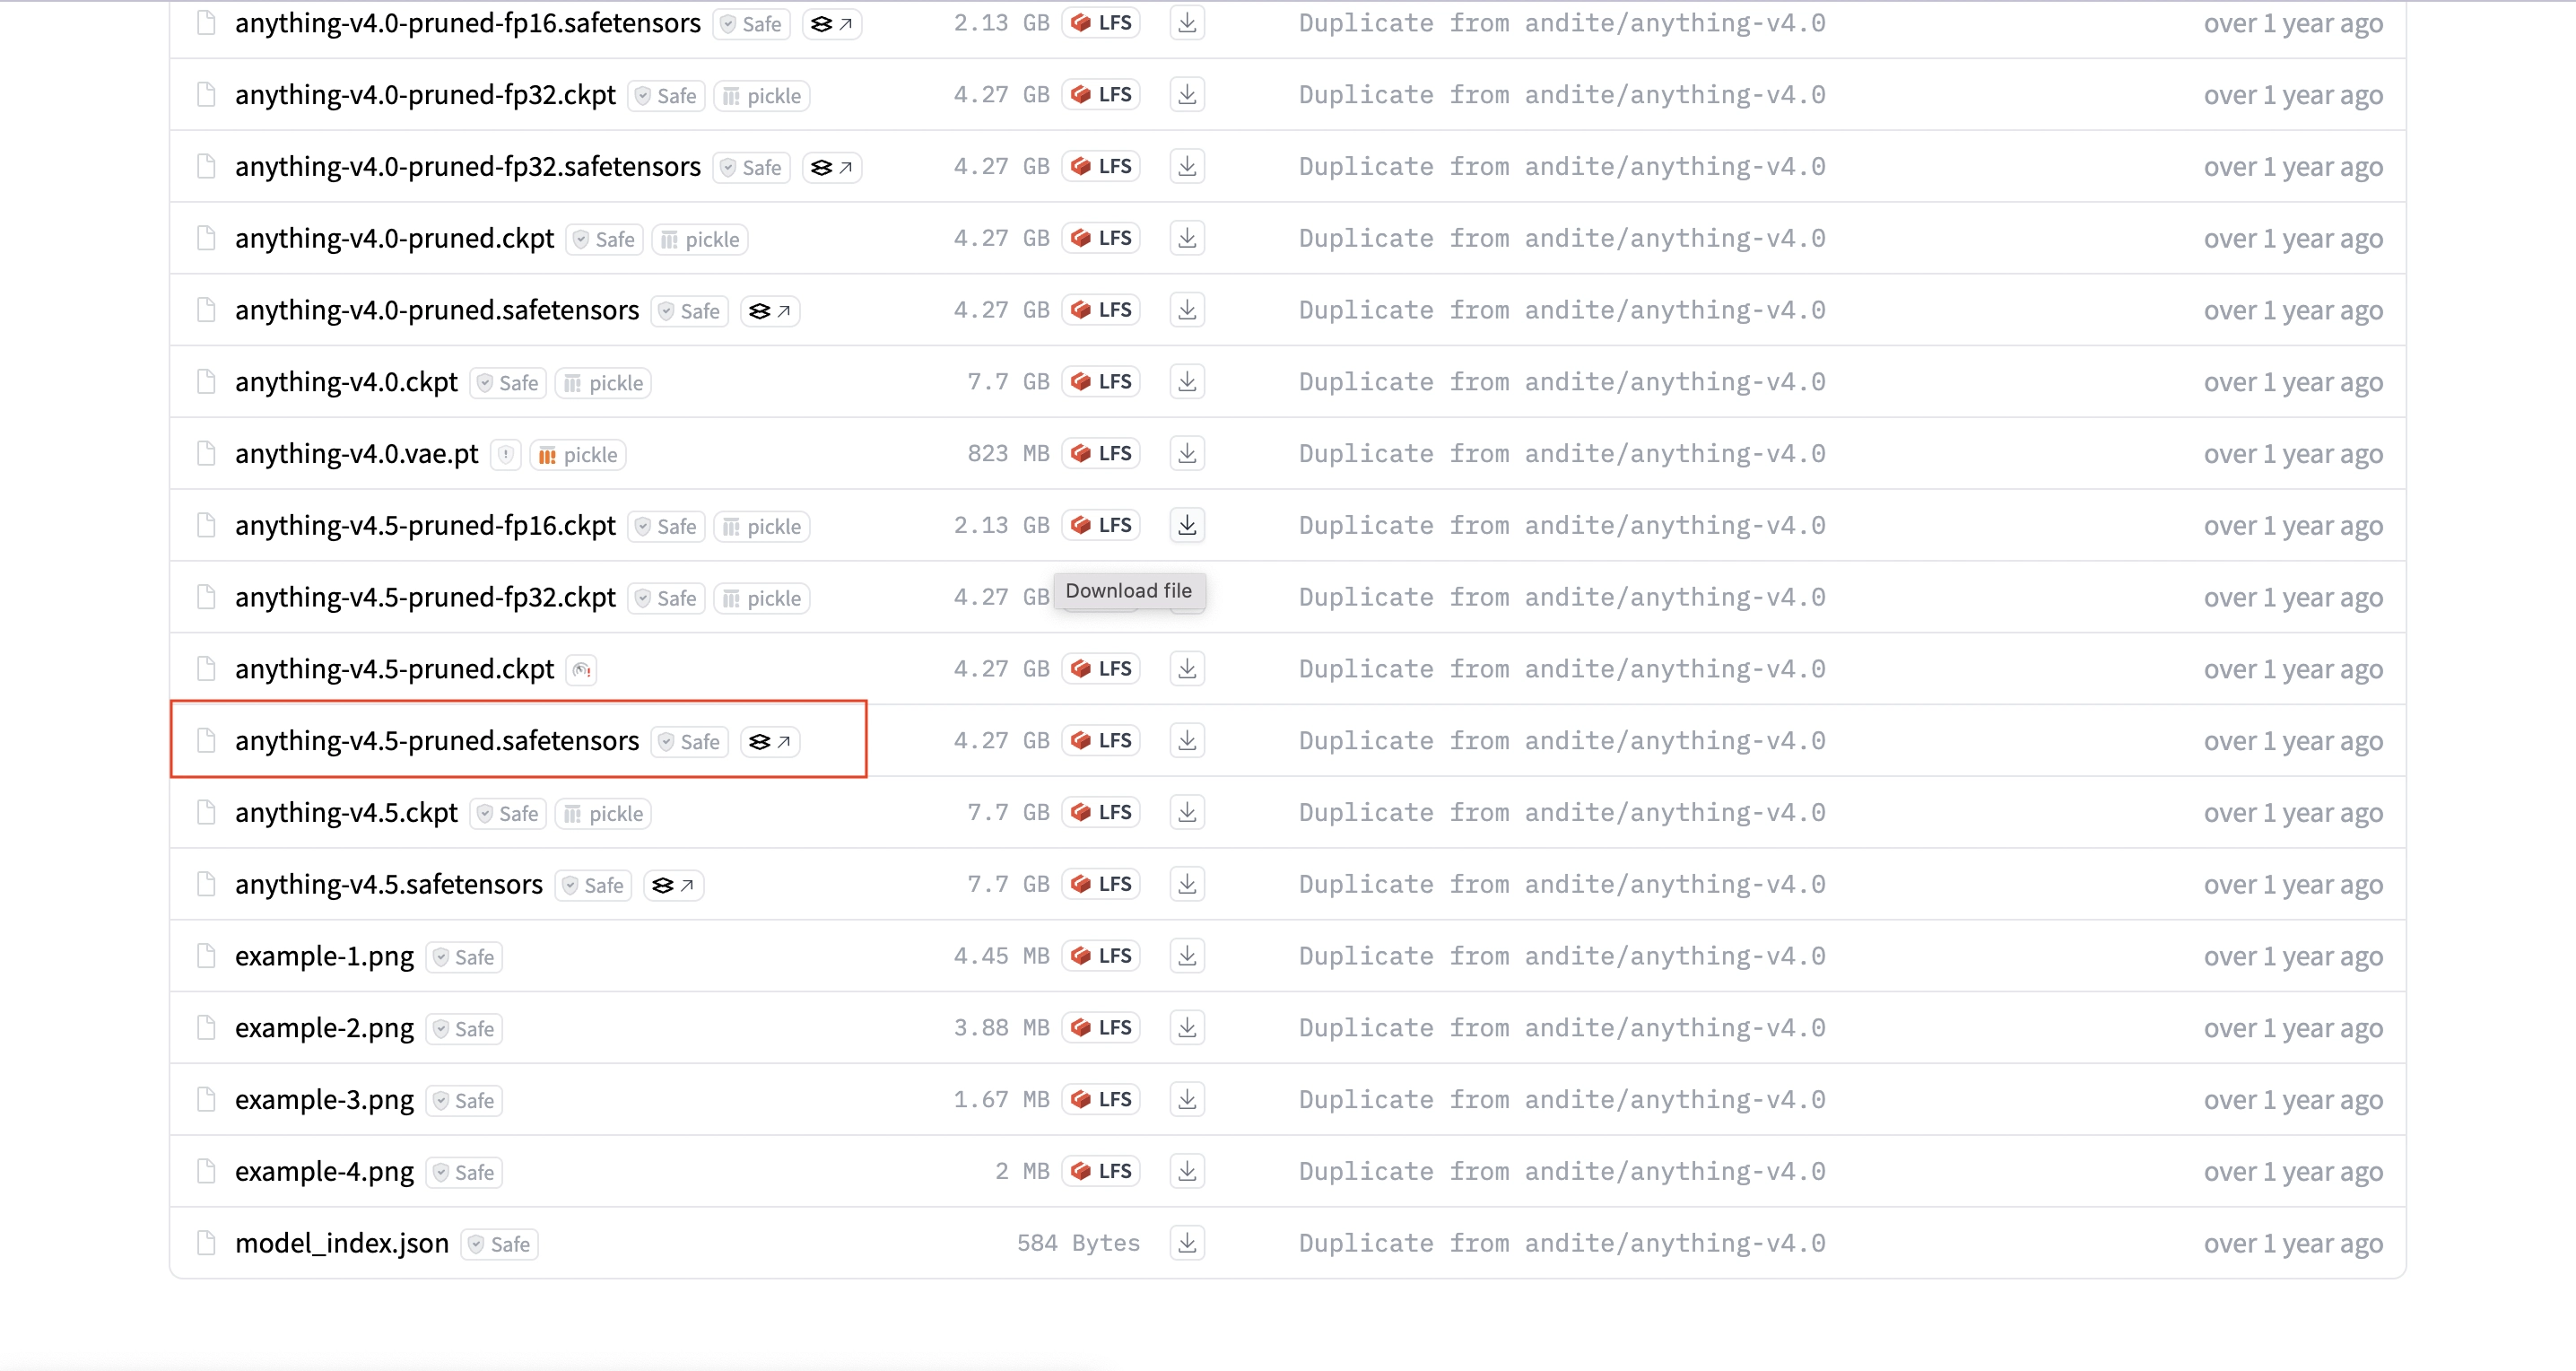 anything-v4.0-pruned-fp16.safetensors Safe 2.13 GB LFS Duplicate from andite/anything-v4.0 over 1 year ago
anything-v4.0-pruned-fp32.ckpt Safe pickle 4.27 GB LFS Duplicate from andite/anything-v4.0 over 1 year ago
anything-v4.0-pruned-fp32.safetensors Safe 4.27 GB LFS Duplicate from andite/anything-v4.0 over 1 year ago
anything-v4.0-pruned.ckpt Safe pickle 4.27 GB LFS Duplicate from andite/anything-v4.0 over 1 year ago
anything-v4.0-pruned.safetensors Safe 4.27 GB LFS Duplicate from andite/anything-v4.0 over 1 year ago
anything-v4.0.ckpt Safe pickle 7.7 GB LFS Duplicate from andite/anything-v4.0 over 1 year ago
anything-v4.0.vae.pt pickle 823 MB LFS Duplicate from andite/anything-v4.0 over 1 year ago
anything-v4.5-pruned-fp16.ckpt Safe pickle 2.13 GB LFS Duplicate from andite/anything-v4.0 over 1 year ago
anything-v4.5-pruned-fp32.ckpt Safe pickle 4.27 GB Download file Duplicate from andite/anything-v4.0 over 1 year ago
anything-v4.5-pruned.ckpt 4.27 GB LFS Duplicate from andite/anything-v4.0 over 1 year ago
anything-v4.5-pruned.safetensors Safe 4.27 GB LFS Duplicate from andite/anything-v4.0 over 1 year ago
anything-v4.5.ckpt Safe pickle 7.7 GB LFS Duplicate from andite/anything-v4.0 over 1 year ago
anything-v4.5.safetensors Safe 7.7 GB LFS Duplicate from andite/anything-v4.0 over 1 year ago
example-1.png Safe 4.45 MB LFS Duplicate from andite/anything-v4.0 over 1 year ago
example-2.png Safe 3.88 MB LFS Duplicate from andite/anything-v4.0 over 1 year ago
example-3.png Safe 1.67 MB LFS Duplicate from andite/anything-v4.0 over 1 year ago
example-4.png Safe 2 MB LFS Duplicate from andite/anything-v4.0 over 1 year ago
model_index.json Safe 584 Bytes Duplicate from andite/anything-v4.0 over 1 year ago